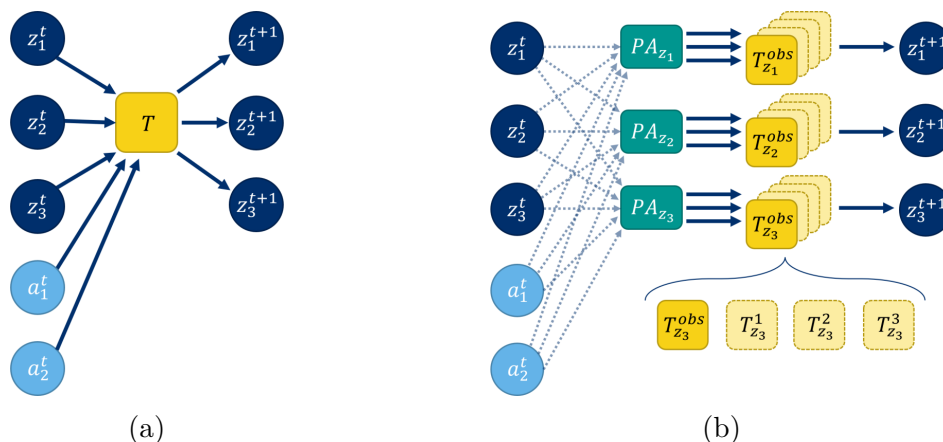 z_1^t
z_1^{t+1}
z_2^t
T
z_2^{t+1}
z_3^t
z_3^{t+1}
a_1^t
a_2^t
(a)
z_1^t
PA_{z_1}
T_{z_1}^{obs}
z_1^{t+1}
z_2^t
PA_{z_2}
T_{z_2}^{obs}
z_2^{t+1}
z_3^t
PA_{z_3}
T_{z_3}^{obs}
z_3^{t+1}
a_1^t
T_{z_3}^{obs} T_{z_3}^1 T_{z_3}^2 T_{z_3}^3
a_2^t
(b)